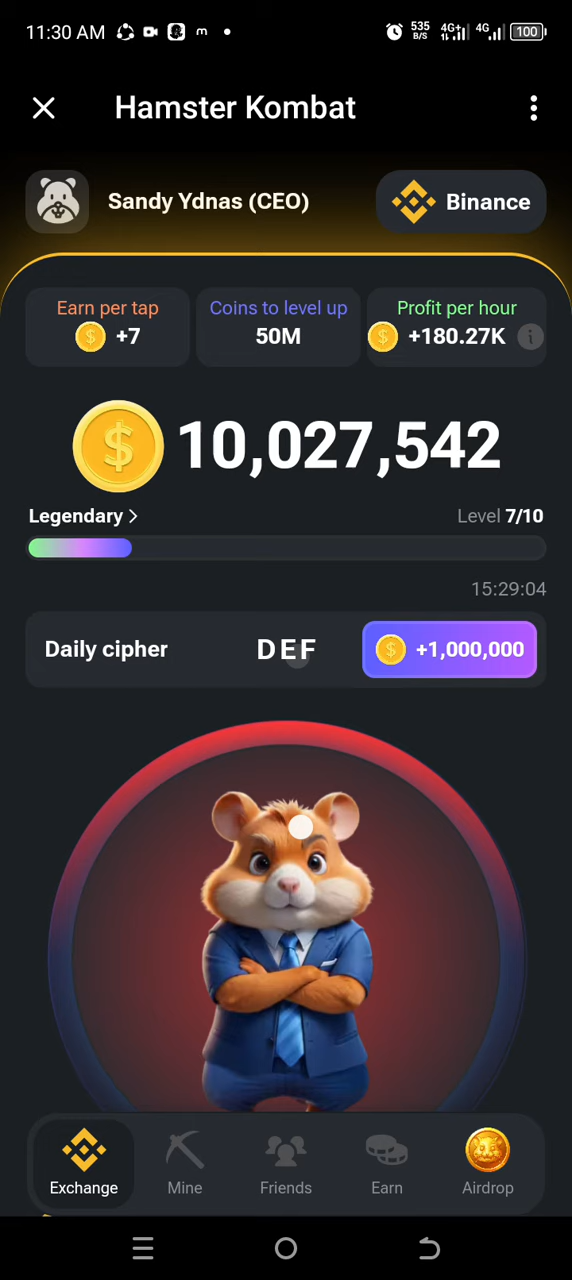 11:30 AM m 535 B/S 4G+ 4G 100
Hamster Kombat
Sandy Ydnas (CEO) Binance
Earn per tap Coins to level up Profit per hour
+7 50M +180.27K i
10,027,542
Legendary > Level 7/10
15:29:04
Daily cipher DEF +1,000,000
Exchange Mine Friends Earn Airdrop